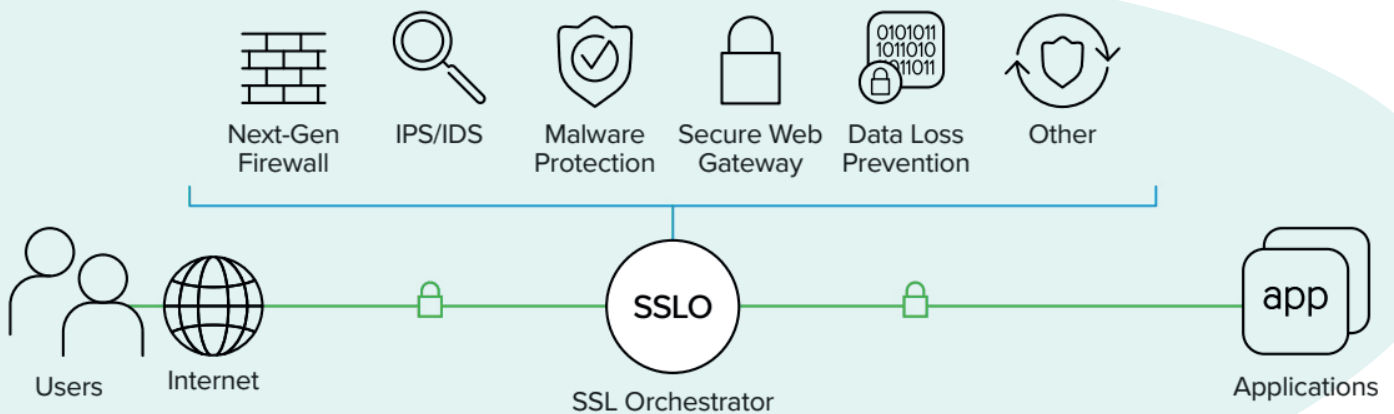 0101011
1011010
11011011
Next-Gen
Firewall
IPS/IDS
Malware
Protection
Secure Web
Gateway
Data Loss
Prevention
Other
SSLO
app
Users
Internet
SSL Orchestrator
Applications